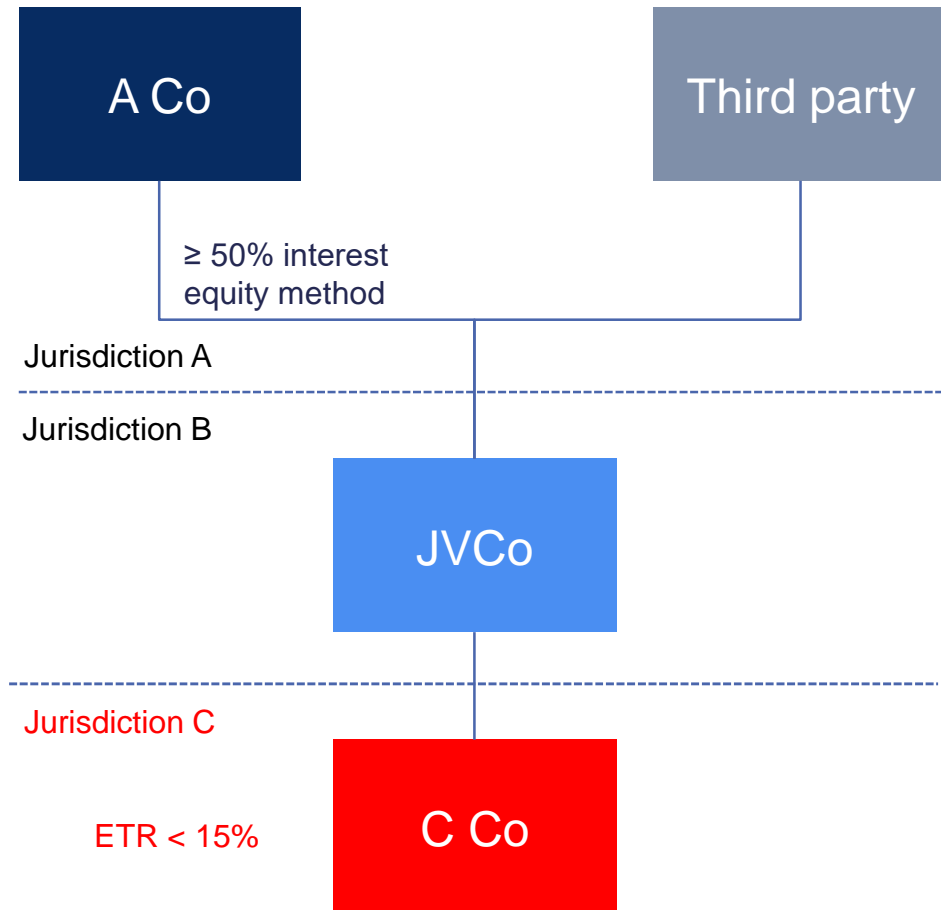 A Co
Third party
≥ 50% interest
equity method
Jurisdiction A
Jurisdiction B
JVCo
Jurisdiction C
ETR < 15%
C Co